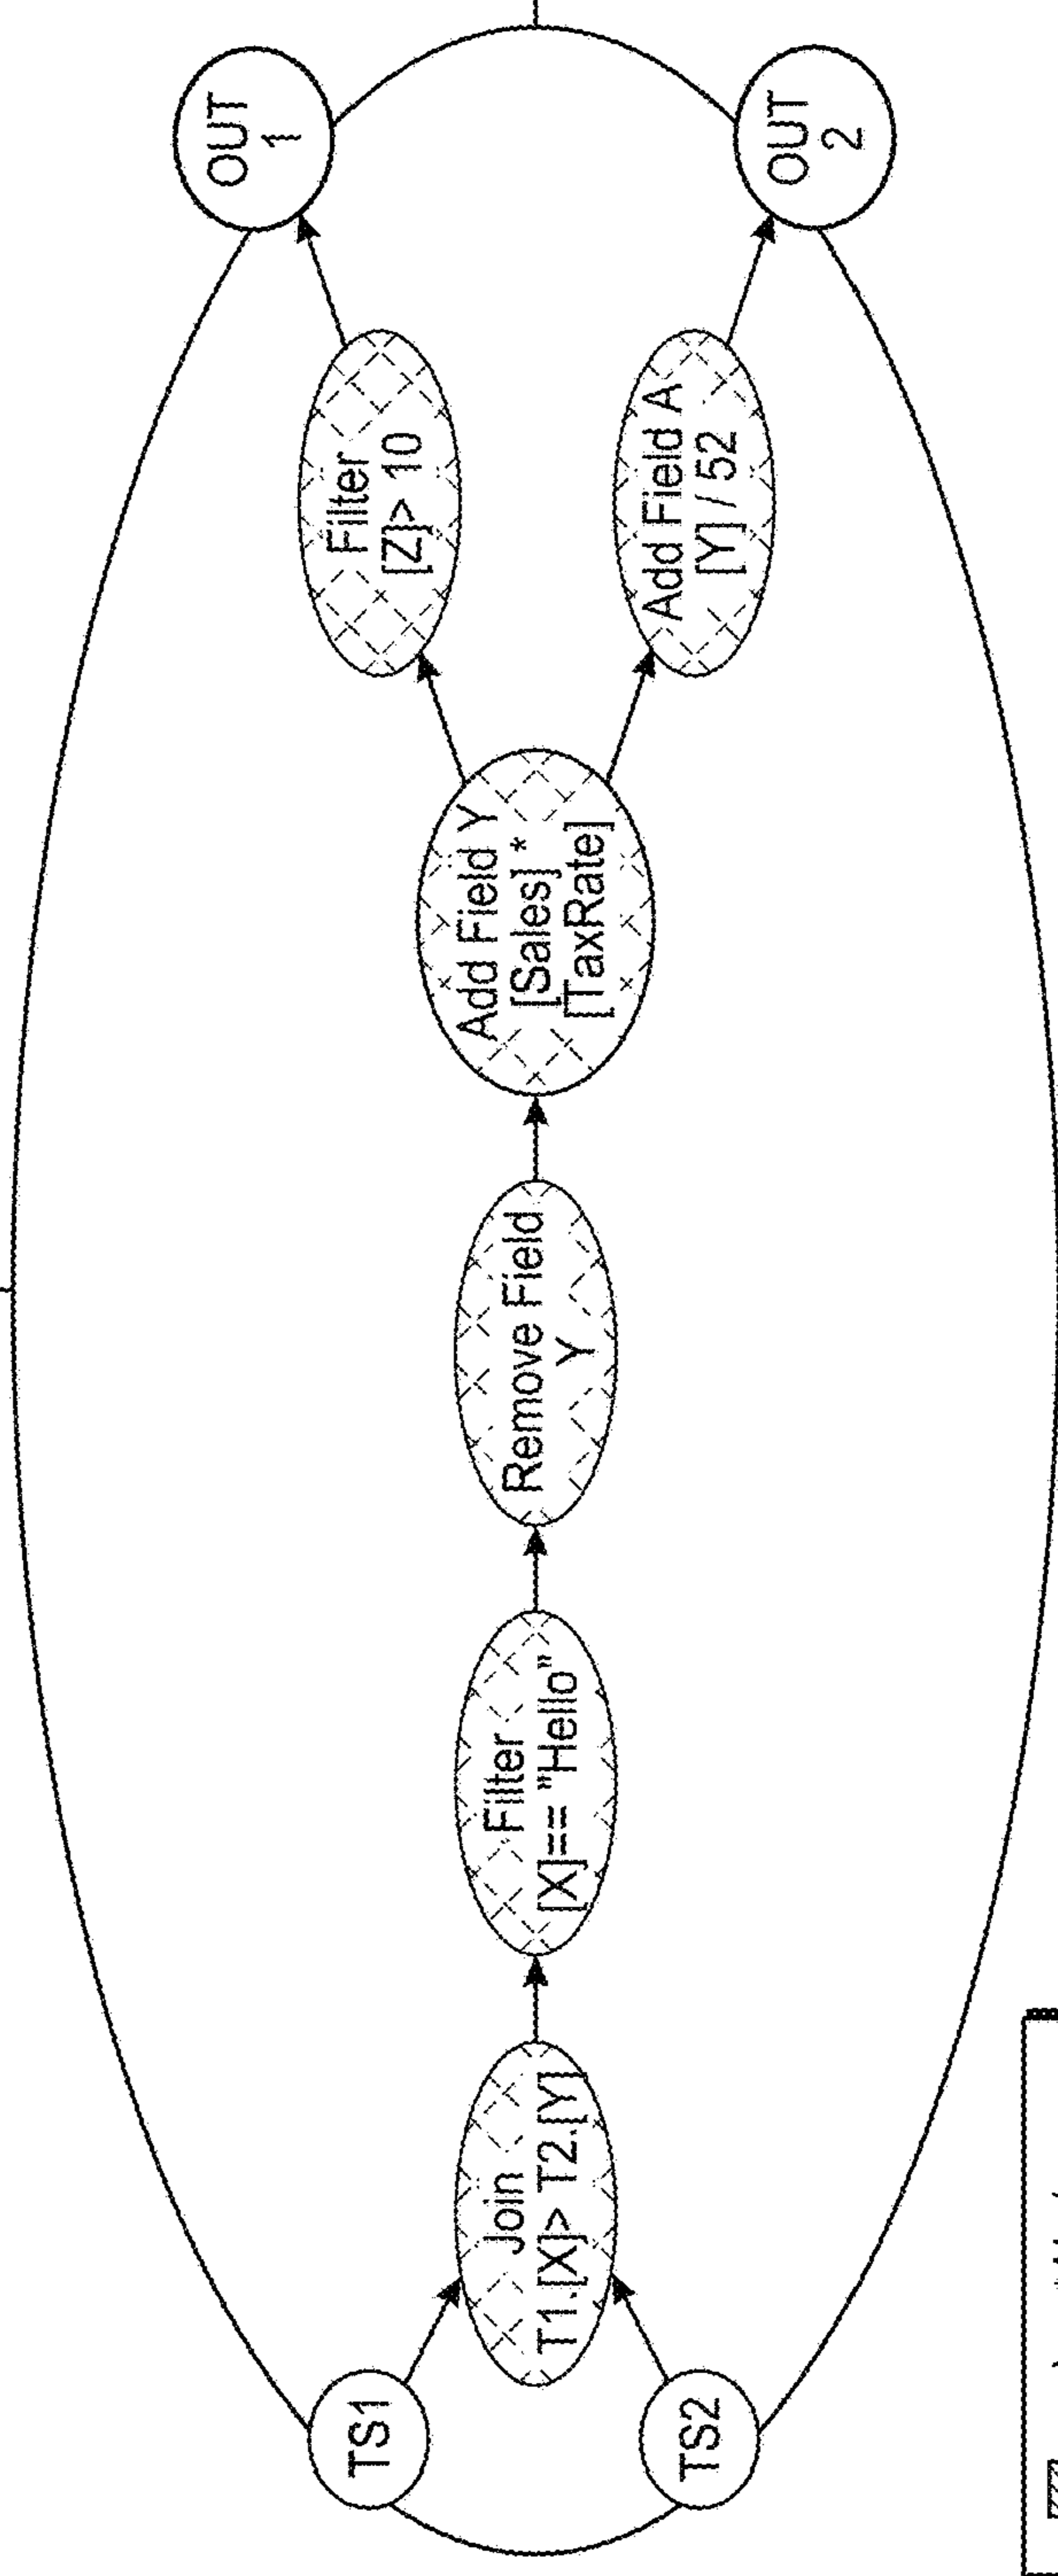 TS1
TS2
Join
T1.[X]> T2.[Y]
Filter
[X]== "Hello"
Remove Field
Y
Add Field Y
[Sales] *
[TaxRate]
Filter
[Z]> 10
Add Field A
[Y] / 52
OUT
1
OUT
2